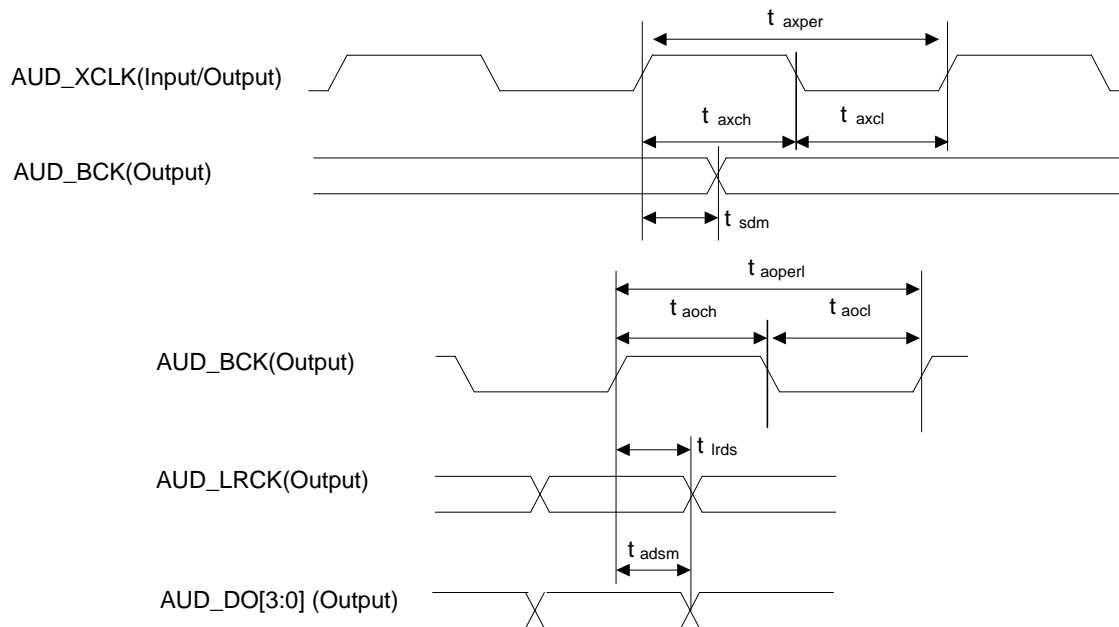 t axper
AUD_XCLK(Input/Output)
t axch
t axcl
AUD_BCK(Output)
t sdm
t aoperl
t aoch
t aocl
AUD_BCK(Output)
t lrds
AUD_LRCK(Output)
t adsm
AUD_DO[3:0] (Output)